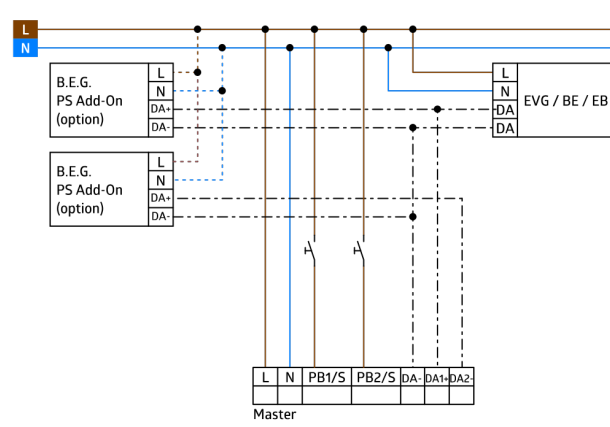 L
N
B.E.G.
PS Add-On
(option)
L
N
DA+
DA-
L
N
DA
DA
EVG / BE / EB
B.E.G.
PS Add-On
(option)
L
N
DA+
DA-
L N PB1/S PB2/S DA- DA1+ DA2-
Master